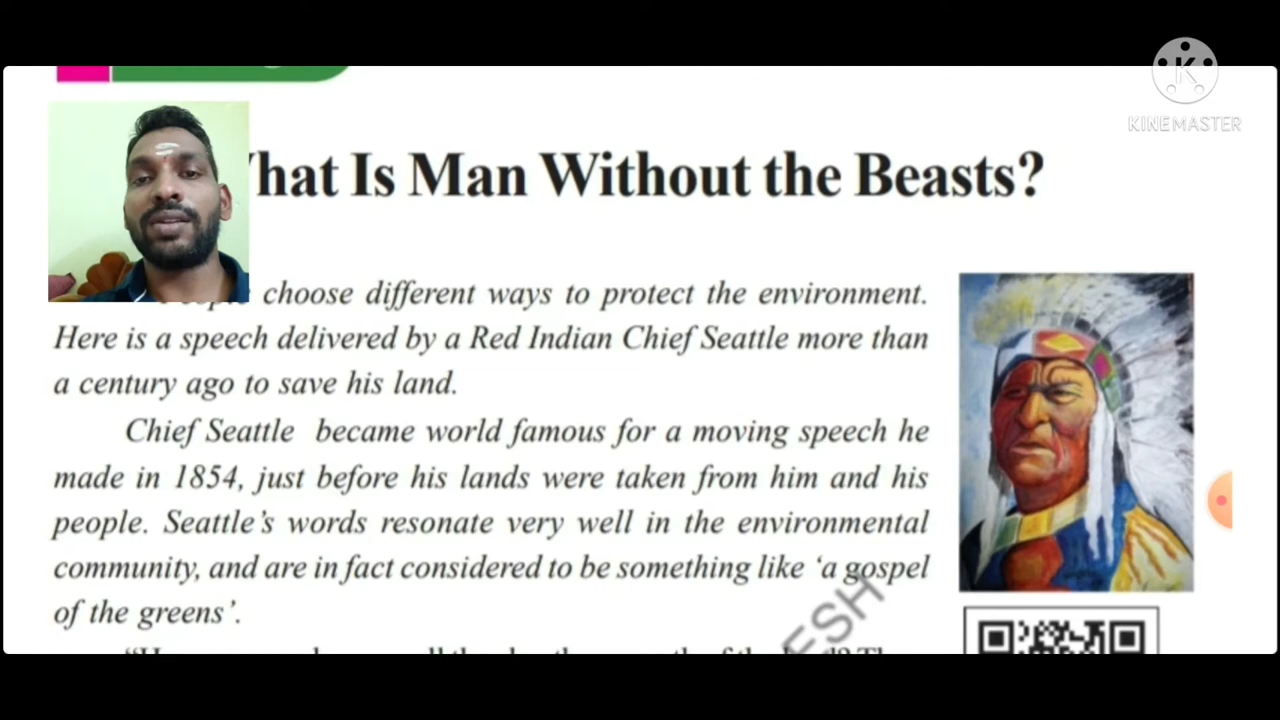 KINEMASTER
hat Is Man Without the Beasts?
choose different ways to protect the environment.
Here is a speech delivered by a Red Indian Chief Seattle more than
a century ago to save his land.
Chief Seattle became world famous for a moving speech he
made in 1854, just before his lands were taken from him and his
people. Seattle's words resonate very well in the environmental
community, and are in fact considered to be something like 'a gospel
of the greens'.
ESH